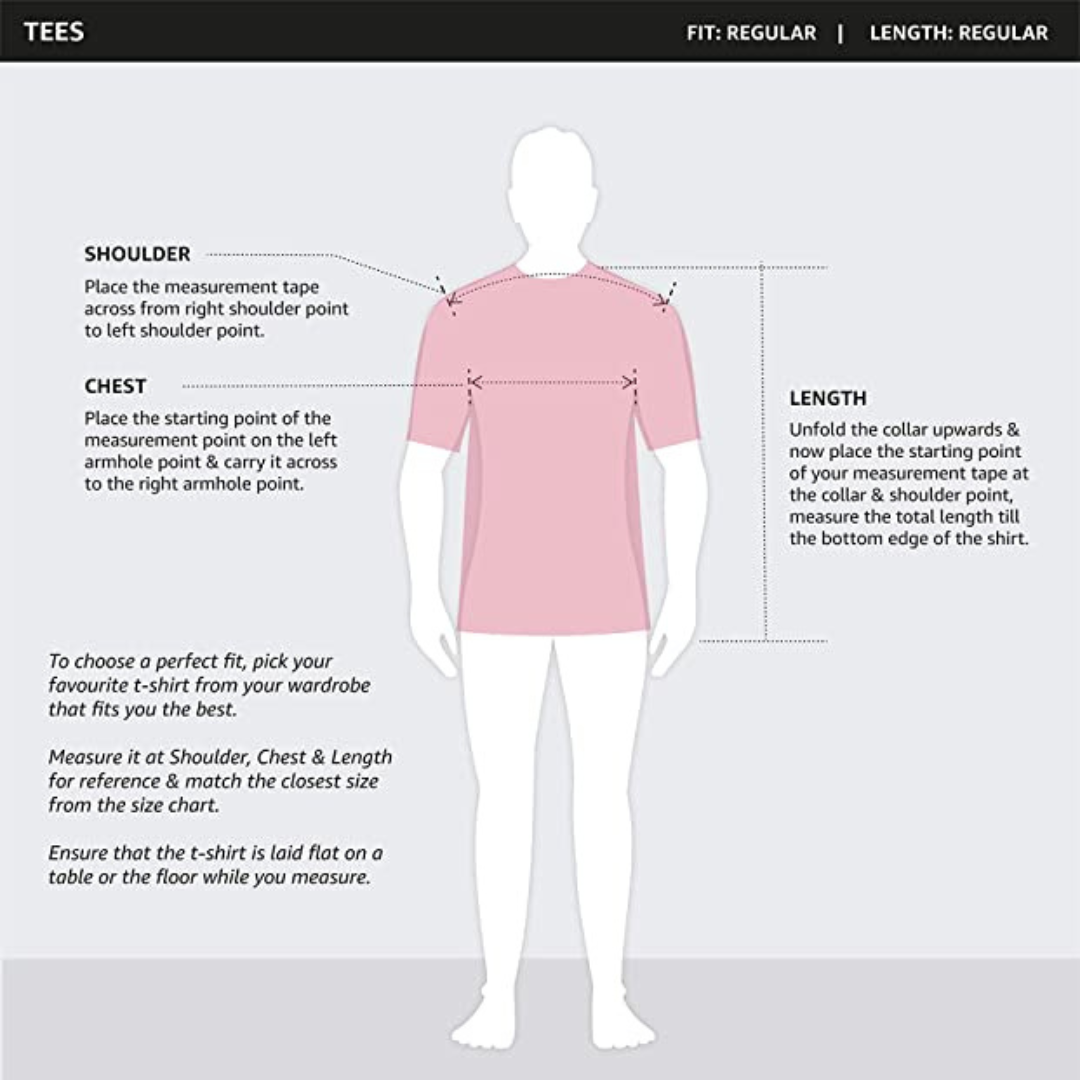 TEES
FIT: REGULAR | LENGTH: REGULAR
SHOULDER
Place the measurement tape
across from right shoulder point
to left shoulder point.
CHEST
Place the starting point of the
measurement point on the left
armhole point & carry it across
to the right armhole point.
LENGTH
Unfold the collar upwards &
now place the starting point
of your measurement tape at
the collar & shoulder point,
measure the total length till
the bottom edge of the shirt.
To choose a perfect fit, pick your
favourite t-shirt from your wardrobe
that fits you the best.
Measure it at Shoulder, Chest & Length
for reference & match the closest size
from the size chart.
Ensure that the t-shirt is laid flat on a
table or the floor while you measure.